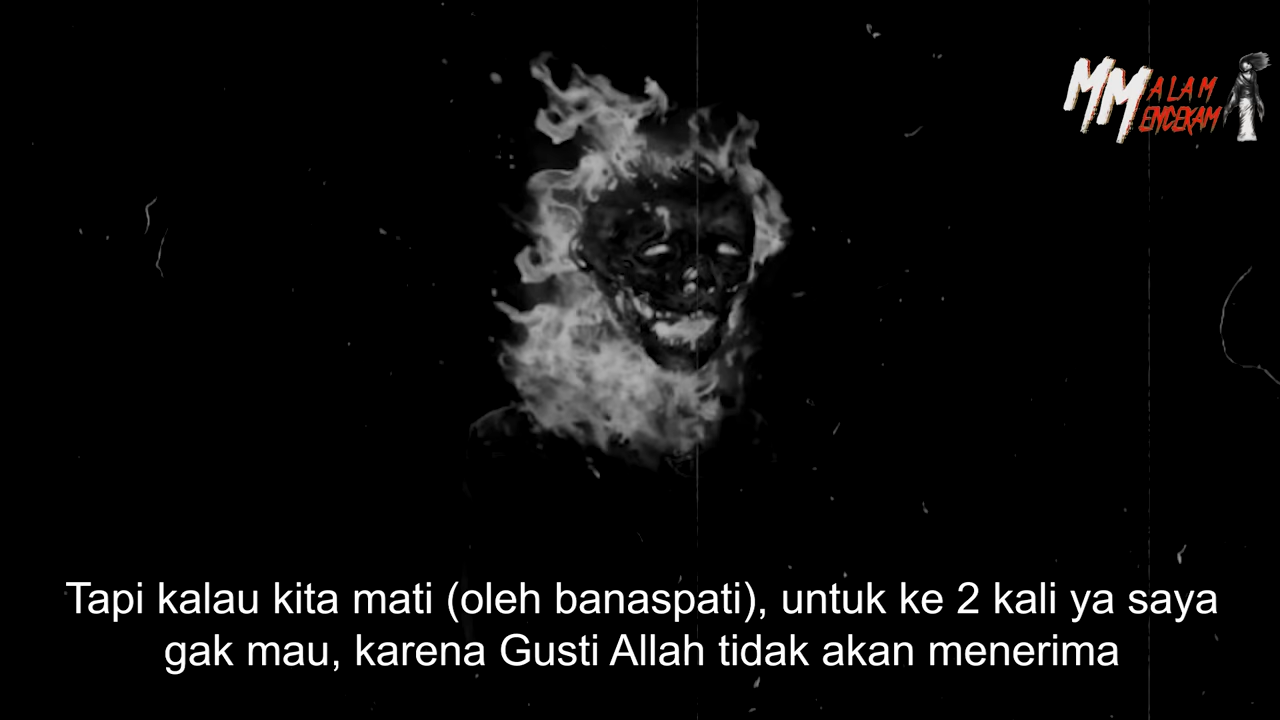 MALAM
MENCEKAM
Tapi kalau kita mati (oleh banaspati), untuk ke 2 kali ya saya
gak mau, karena Gusti Allah tidak akan menerima